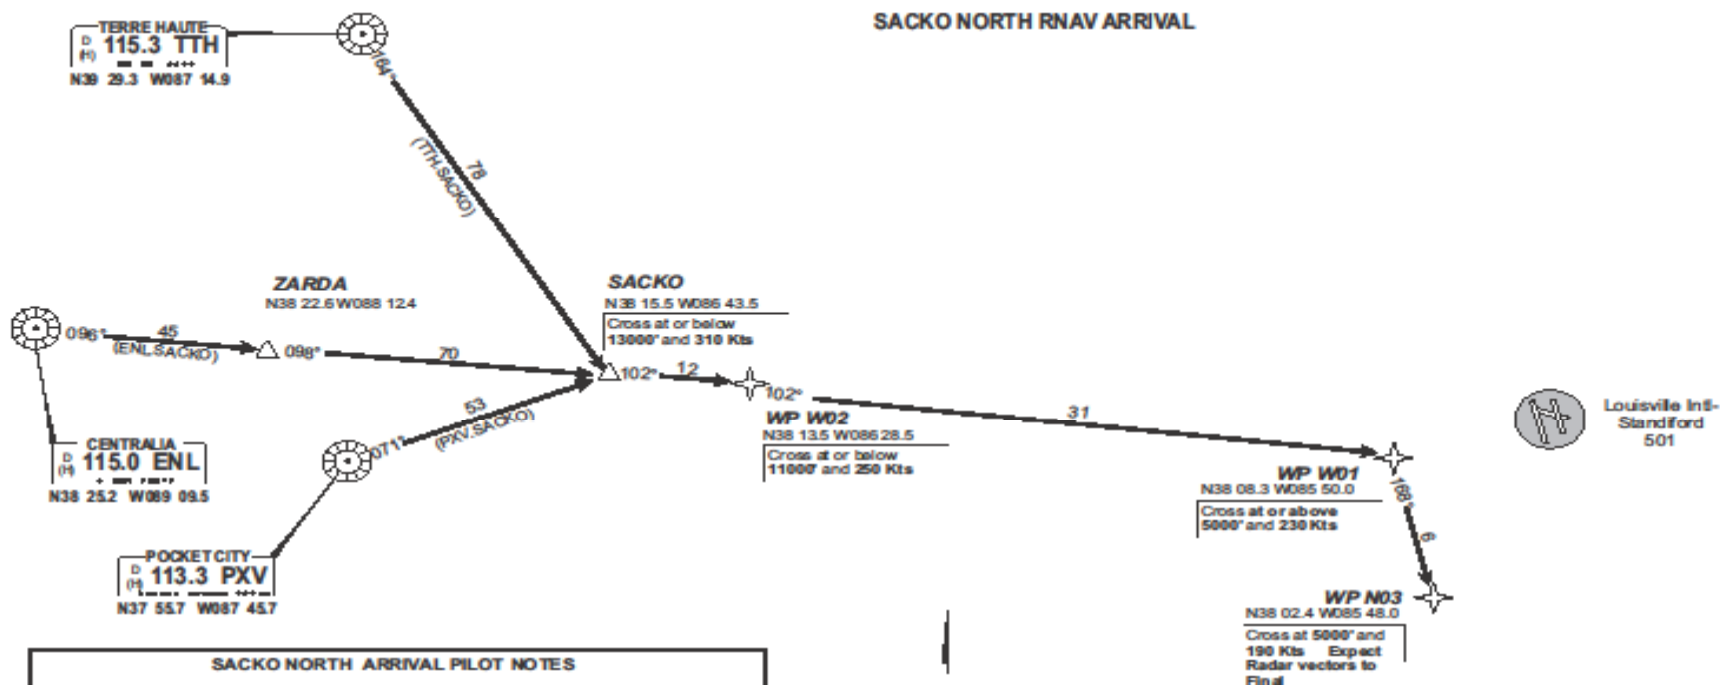 SACKO NORTH RNAV ARRIVAL
TERRE HAUTE
D
(H)
115.3 TTH
N39 29.3 W087 14.9
164°
78
(TTH.SACKO)
ZARDA
N38 22.6 W088 12.4
SACKO
N38 15.5 W086 43.5
Cross at or below
13000' and 310 Kts
096°
45
(ENL.SACKO)
098°
70
102°
12
102°
31
53
(PXV.SACKO)
071°
WP W02
N38 13.5 W086 28.5
Cross at or below
11000' and 250 Kts
Louisville Intl-
Standiford
501
CENTRALIA
D
(H)
115.0 ENL
N38 25.2 W089 09.5
WP W01
N38 08.3 W085 50.0
Cross at or above
5000' and 230 Kts
168°
6
POCKET CITY
D
(H)
113.3 PXV
N37 55.7 W087 45.7
WP N03
N38 02.4 W085 48.0
Cross at 5000' and
190 Kts Expect
Radar vectors to
Final
SACKO NORTH ARRIVAL PILOT NOTES